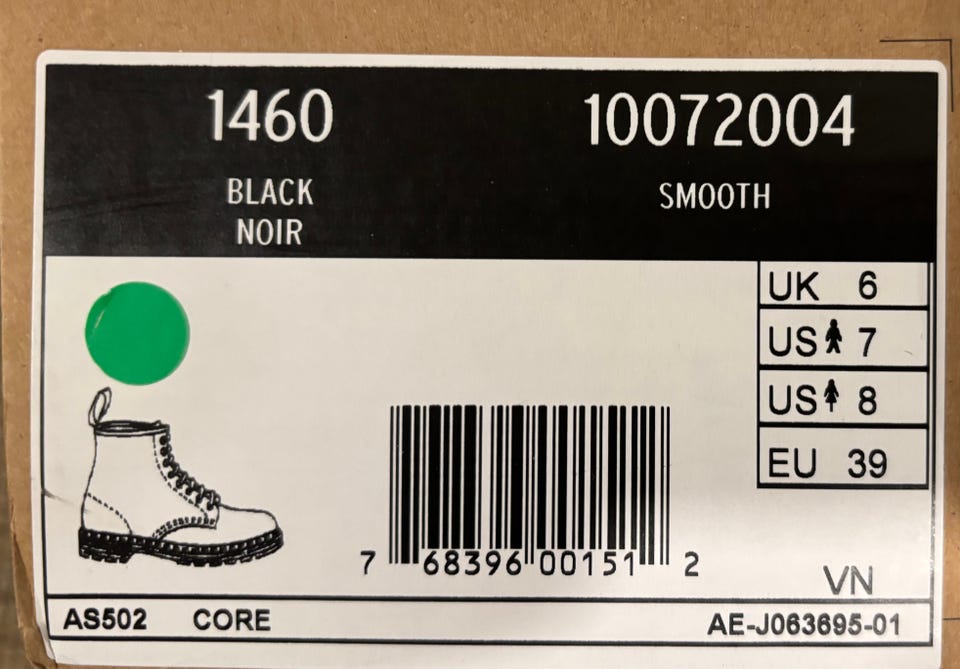 1460
10072004
BLACK
NOIR
SMOOTH
UK 6
US 7
US 8
EU 39
7 68396 00151 2
VN
AS502 CORE
AE-J063695-01